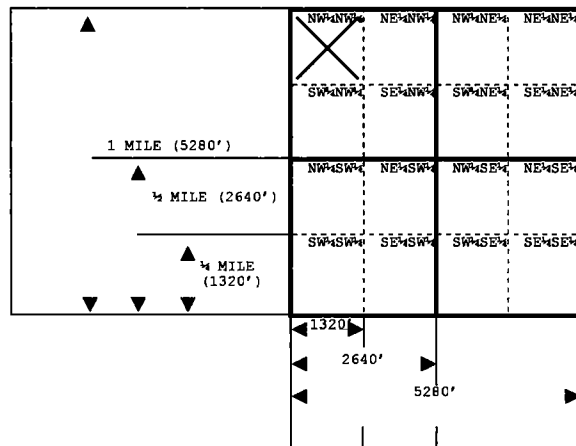 NW¼NW¼ NE¼NW¼ NW¼NE¼ NE¼NE¼
SW¼NW¼ SE¼NW¼ SW¼NE¼ SE¼NE¼
1 MILE (5280')
NW¼SW¼ NE¼SW¼ NW¼SE¼ NE¼SE¼
½ MILE (2640')
SW¼SW¼ SE¼SW¼ SW¼SE¼ SE¼SE¼
¼ MILE
(1320')
1320'
2640'
5280'